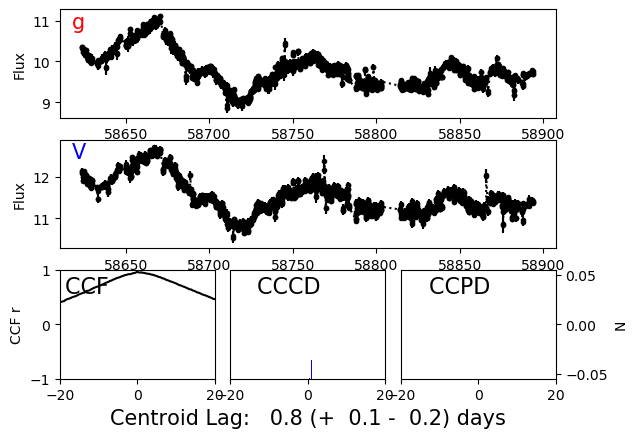 g
11
10
9
Flux
58650 58700 58750 58800 58850 58900
V
12
11
Flux
58650 58700 58750 58800 58850 58900
CCF CCCD CCPD
1
0
−1
CCF r
0.05
0.00
−0.05
N
−20 0 20 −20 0 20 −20 0 20
Centroid Lag: 0.8 (+ 0.1 - 0.2) days